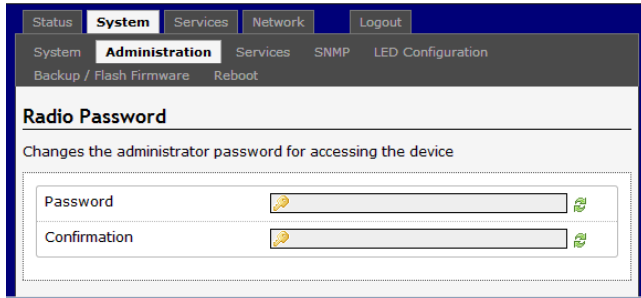 Status System Services Network Logout
System Administration Services SNMP LED Configuration
Backup / Flash Firmware Reboot
Radio Password
Changes the administrator password for accessing the device
Password
Confirmation